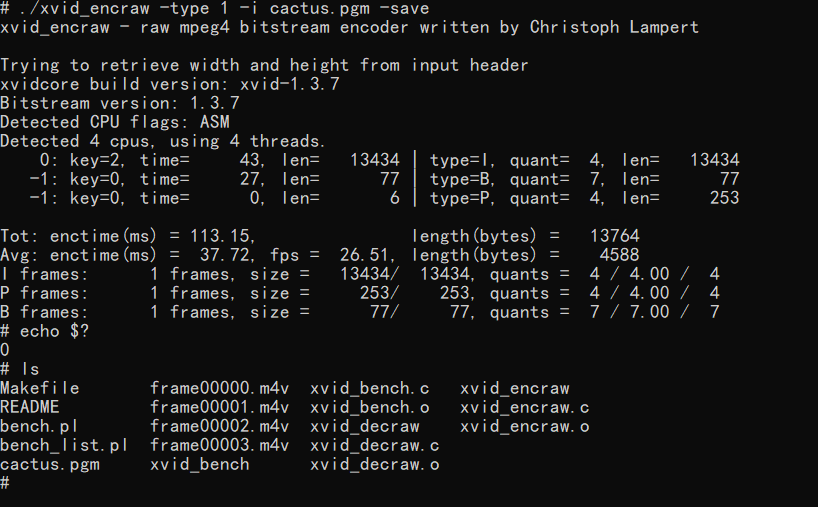 # ./xvid_encraw -type 1 -i cactus.pgm -save
xvid_encraw - raw mpeg4 bitstream encoder written by Christoph Lampert

Trying to retrieve width and height from input header
xvidcore build version: xvid-1.3.7
Bitstream version: 1.3.7
Detected CPU flags: ASM
Detected 4 cpus, using 4 threads.
    0: key=2, time=     43, len=   13434 | type=I, quant=  4, len=   13434
   -1: key=0, time=     27, len=      77 | type=B, quant=  7, len=      77
   -1: key=0, time=      0, len=       6 | type=P, quant=  4, len=     253

Tot: enctime(ms) = 113.15,               length(bytes) =   13764
Avg: enctime(ms) =  37.72, fps =  26.51, length(bytes) =    4588
I frames:      1 frames, size =   13434/  13434, quants =  4 / 4.00 /  4
P frames:      1 frames, size =     253/    253, quants =  4 / 4.00 /  4
B frames:      1 frames, size =      77/     77, quants =  7 / 7.00 /  7
# echo $?
0
# ls
Makefile       frame00000.m4v  xvid_bench.c   xvid_encraw
README         frame00001.m4v  xvid_bench.o   xvid_encraw.c
bench.pl       frame00002.m4v  xvid_decraw    xvid_encraw.o
bench_list.pl  frame00003.m4v  xvid_decraw.c
cactus.pgm     xvid_bench      xvid_decraw.o
#